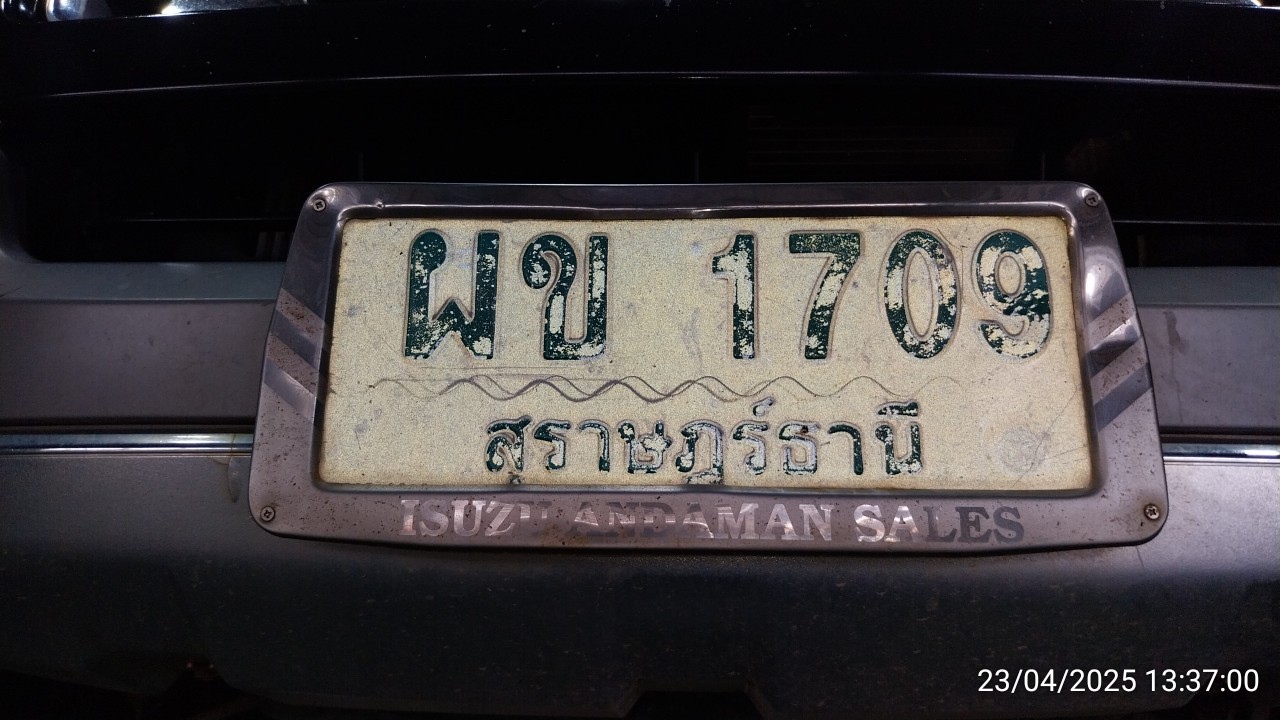 ผข 1709
สุราษฎร์ธานี
ISUZU ANDAMAN SALES
23/04/2025 13:37:00